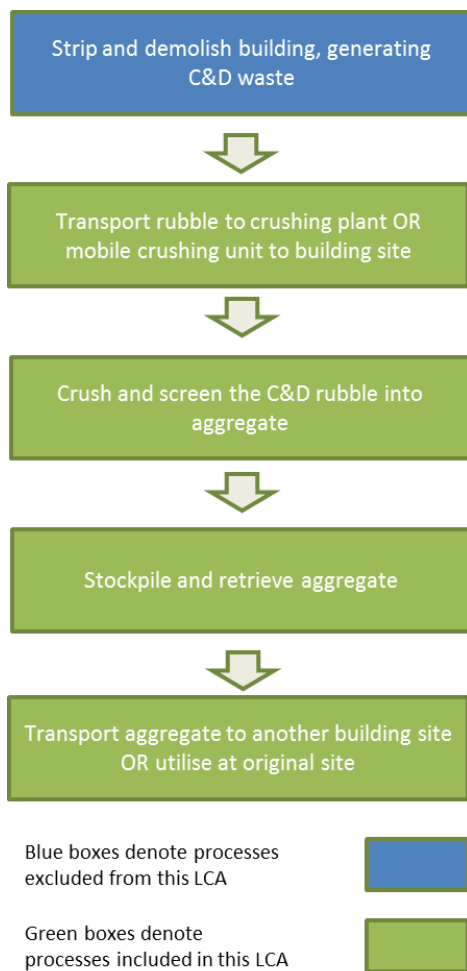 Strip and demolish building, generating
C&D waste
Transport rubble to crushing plant OR
mobile crushing unit to building site
Crush and screen the C&D rubble into
aggregate
Stockpile and retrieve aggregate
Transport aggregate to another building site
OR utilise at original site
Blue boxes denote processes
excluded from this LCA
Green boxes denote
processes included in this LCA